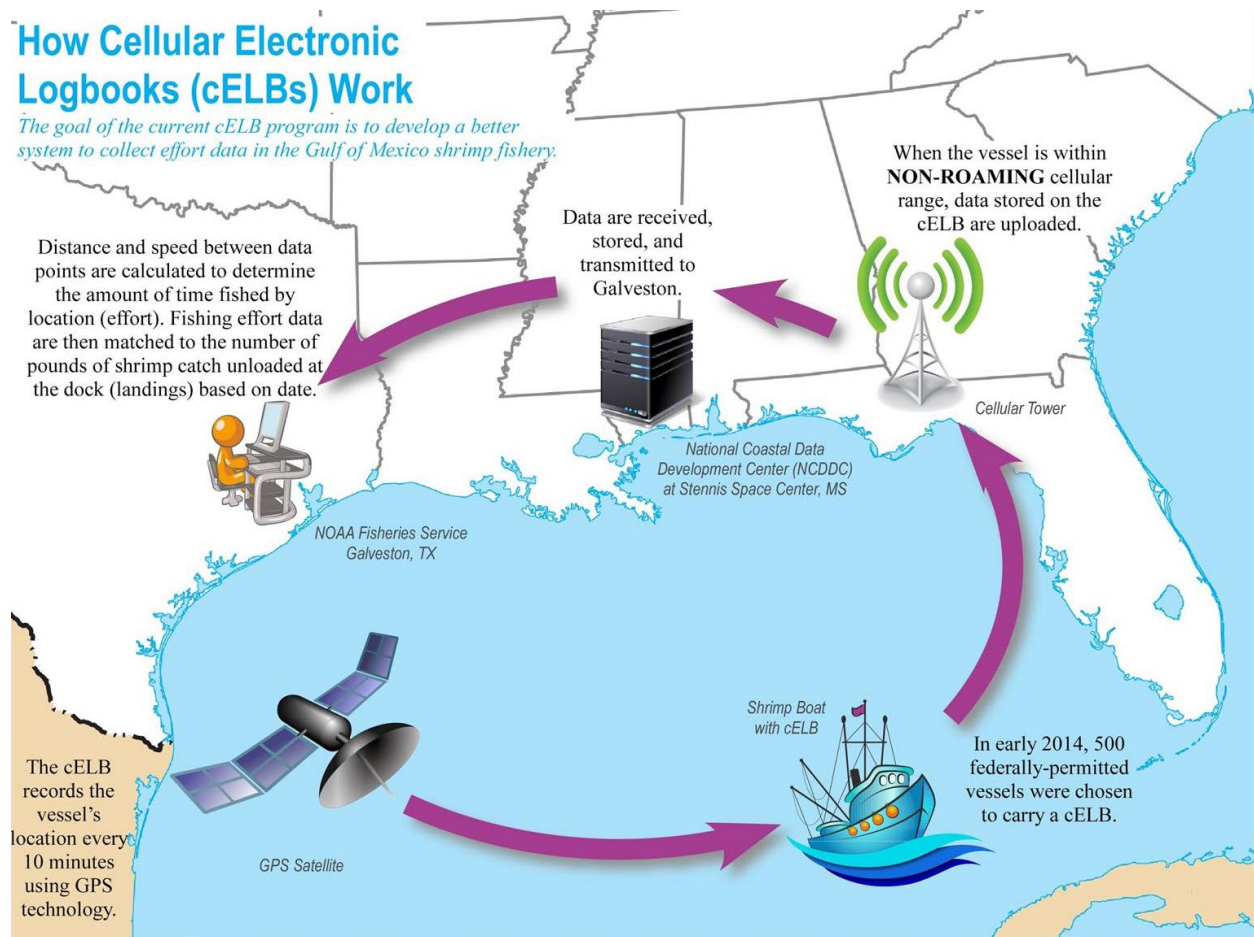 How Cellular Electronic
Logbooks (cELBs) Work
The goal of the current cELB program is to develop a better
system to collect effort data in the Gulf of Mexico shrimp fishery.
When the vessel is within
NON-ROAMING cellular
range, data stored on the
cELB are uploaded.
Data are received,
stored, and
transmitted to
Galveston.
Distance and speed between data
points are calculated to determine
the amount of time fished by
location (effort). Fishing effort data
are then matched to the number of
pounds of shrimp catch unloaded at
the dock (landings) based on date.
Cellular Tower
National Coastal Data
Development Center (NCDDC)
at Stennis Space Center, MS
NOAA Fisheries Service
Galveston, TX
Shrimp Boat
with cELB
In early 2014, 500
federally-permitted
vessels were chosen
to carry a cELB.
The cELB
records the
vessel's
location every
10 minutes
using GPS
technology.
GPS Satellite